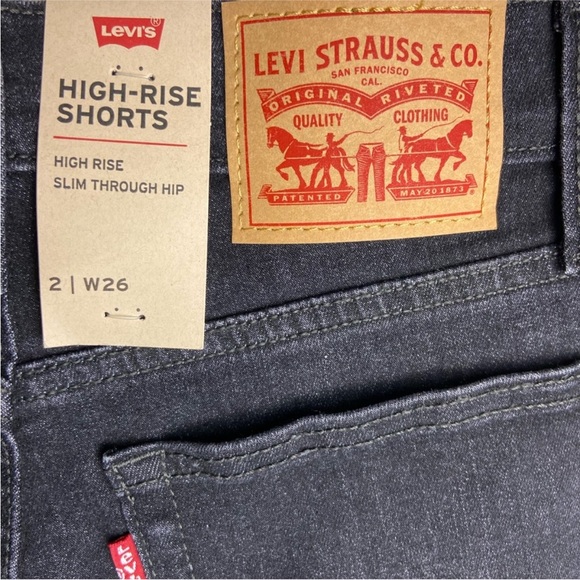 Levi's®
HIGH-RISE
SHORTS
HIGH RISE
SLIM THROUGH HIP
2 | W26
LEVI STRAUSS & CO.
SAN FRANCISCO
CAL.
ORIGINAL RIVETED
QUALITY CLOTHING
PATENTED MAY 20 1873
Levi's